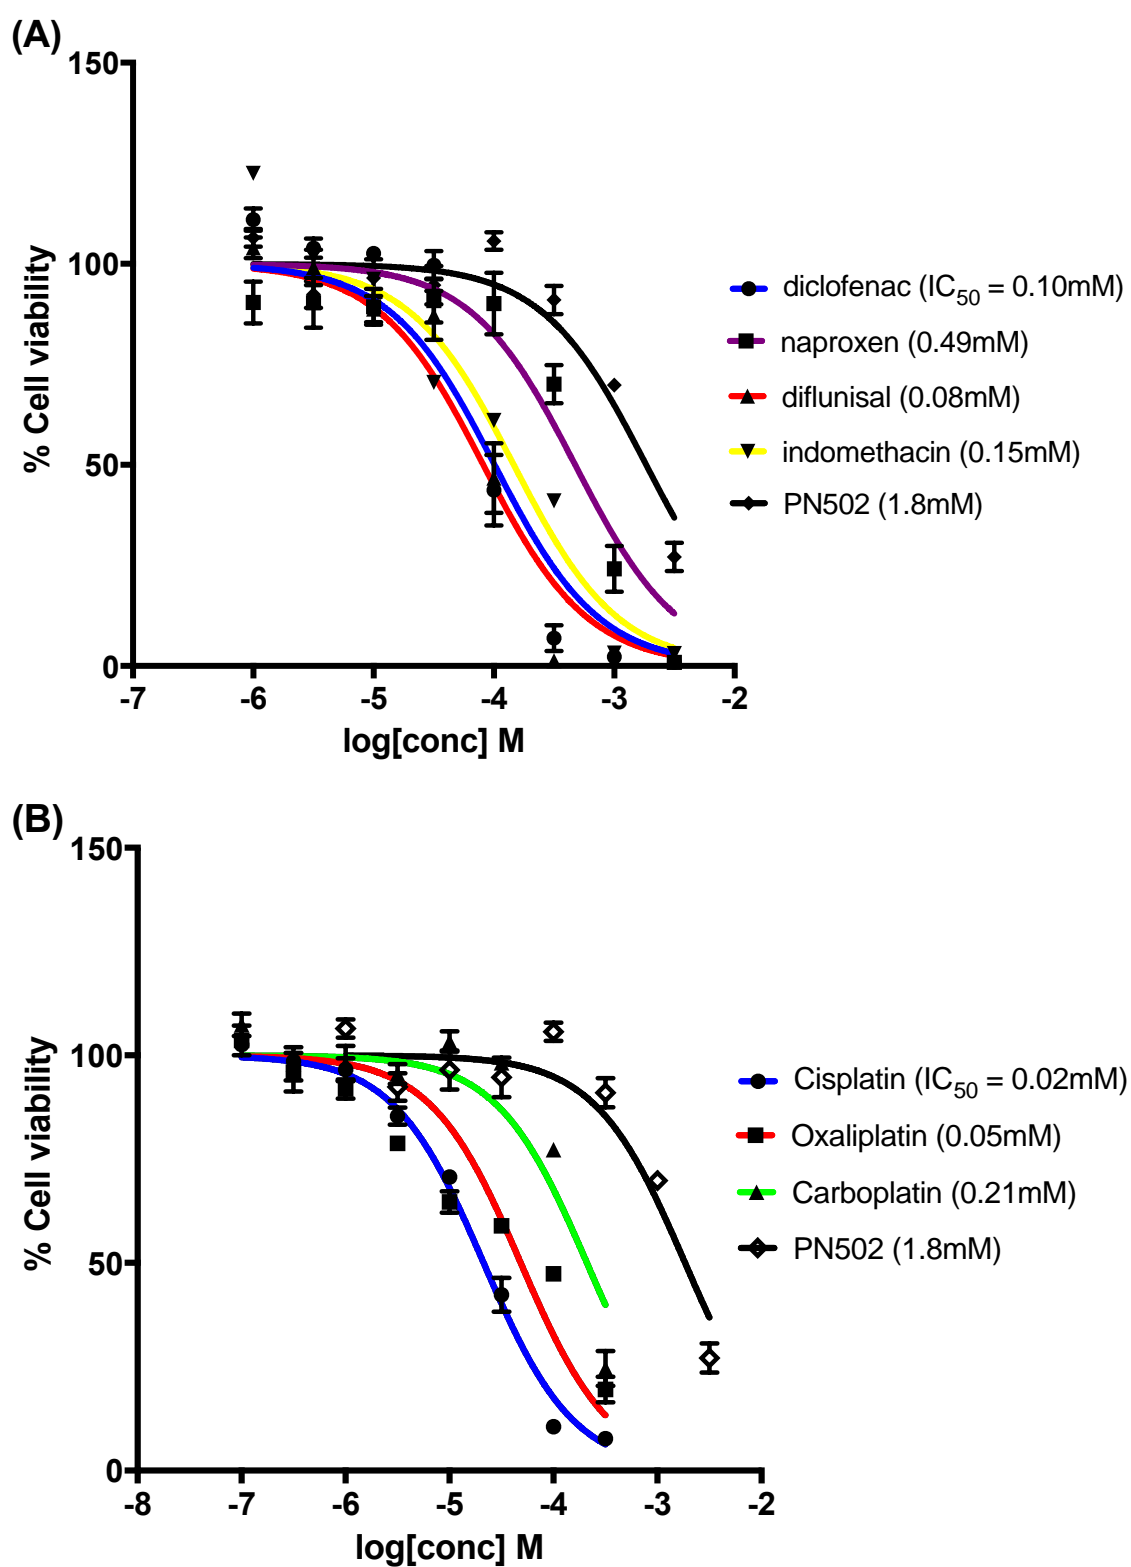 (A)
150
100
50
0
% Cell viability
-7 -6 -5 -4 -3 -2
log[conc] M
diclofenac (IC50 = 0.10mM)
naproxen (0.49mM)
diflunisal (0.08mM)
indomethacin (0.15mM)
PN502 (1.8mM)
(B)
150
100
50
0
% Cell viability
-8 -7 -6 -5 -4 -3 -2
log[conc] M
Cisplatin (IC50 = 0.02mM)
Oxaliplatin (0.05mM)
Carboplatin (0.21mM)
PN502 (1.8mM)